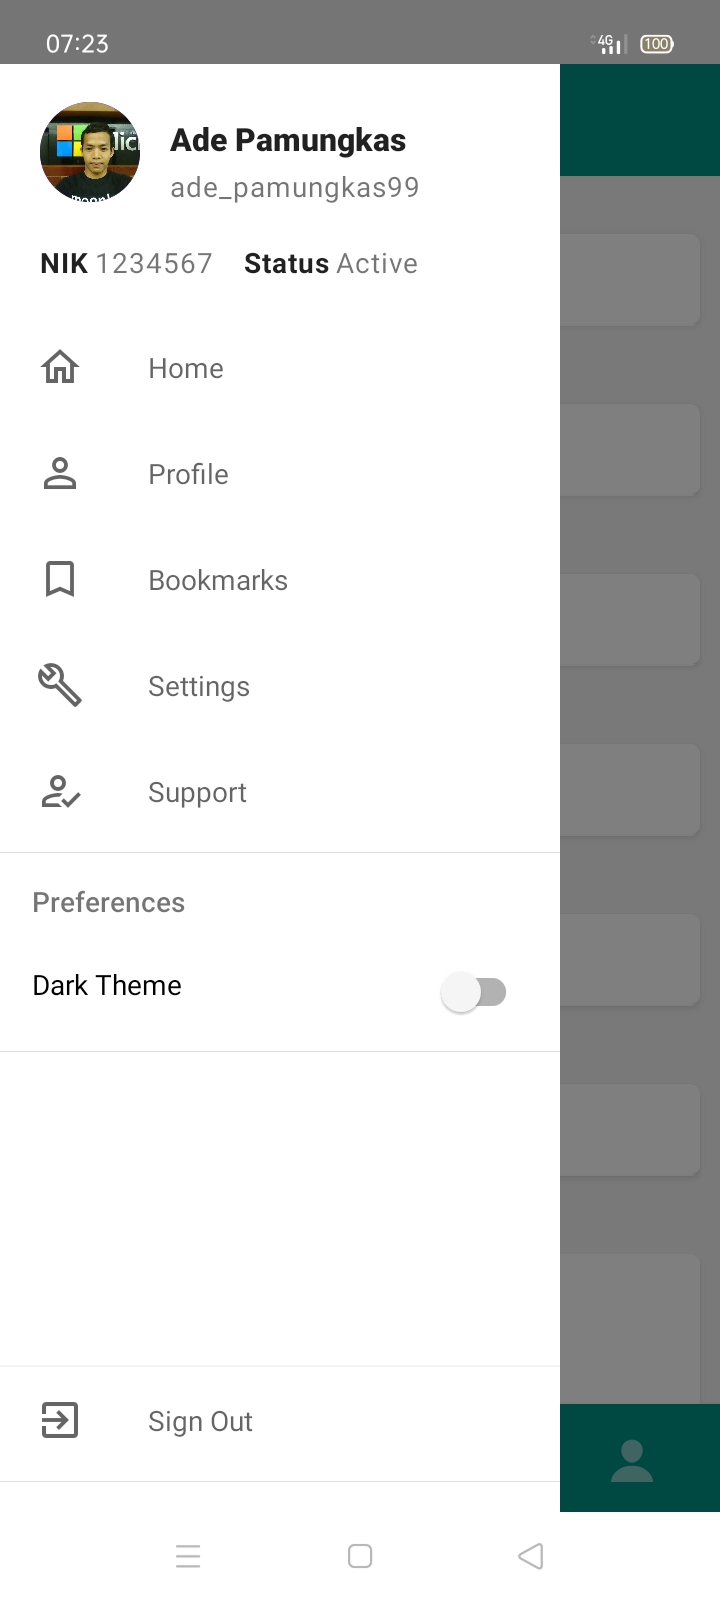 07:23 4G 100
Ade Pamungkas
ade_pamungkas99
NIK 1234567 Status Active
Home
Profile
Bookmarks
Settings
Support
Preferences
Dark Theme
Sign Out